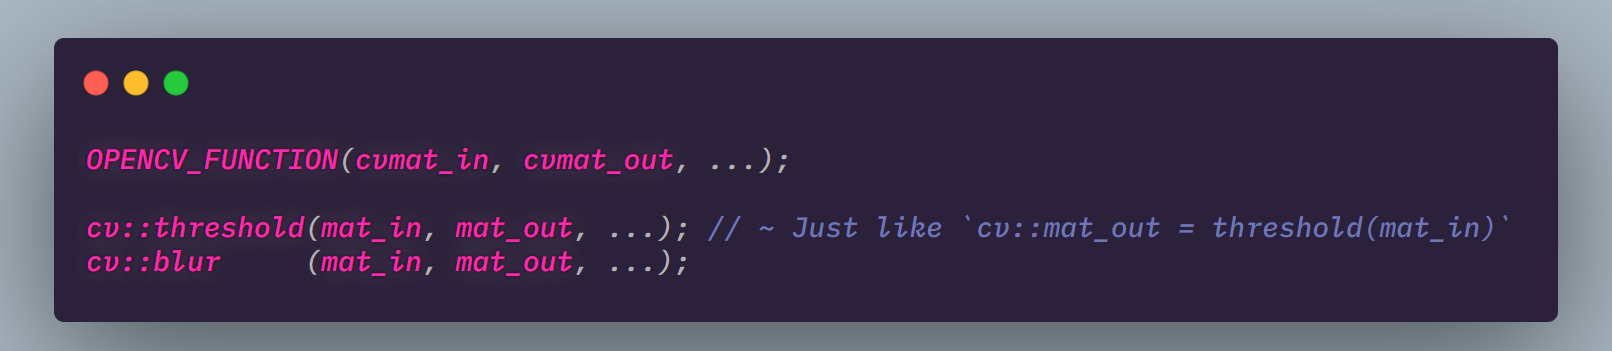 OPENCV_FUNCTION(cvmat_in, cvmat_out, ...);
cv::threshold(mat_in, mat_out, ...); // ~ Just like `cv::mat_out = threshold(mat_in)`
cv::blur     (mat_in, mat_out, ...);